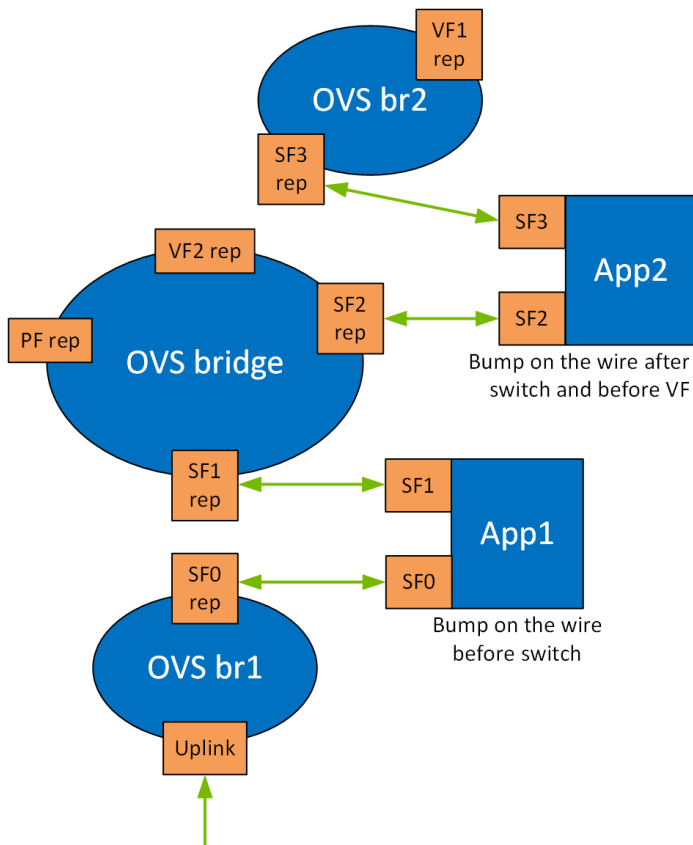 VF1
rep
OVS br2
SF3
rep
SF3
App2
SF2
VF2 rep
SF2
rep
PF rep
OVS bridge
Bump on the wire after
switch and before VF
SF1
rep
SF1
App1
SF0
SF0
rep
Bump on the wire
before switch
OVS br1
Uplink